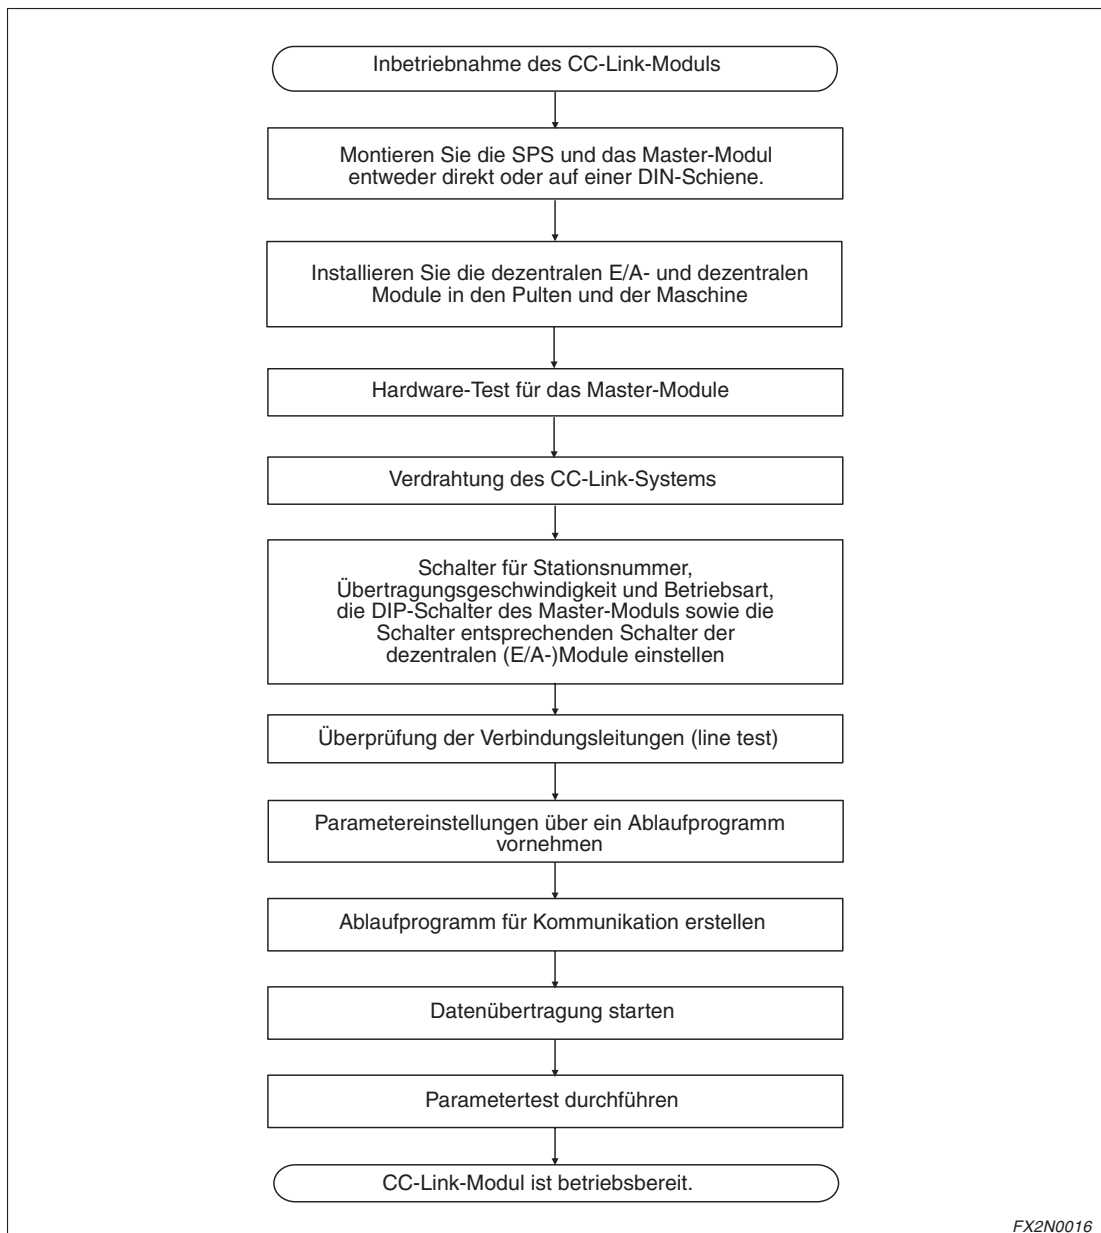 Inbetriebnahme des CC-Link-Moduls
Montieren Sie die SPS und das Master-Modul
entweder direkt oder auf einer DIN-Schiene.
Installieren Sie die dezentralen E/A- und dezentralen
Module in den Pulten und der Maschine
Hardware-Test für das Master-Module
Verdrahtung des CC-Link-Systems
Schalter für Stationsnummer,
Übertragungsgeschwindigkeit und Betriebsart,
die DIP-Schalter des Master-Moduls sowie die
Schalter entsprechenden Schalter der
dezentralen (E/A-)Module einstellen
Überprüfung der Verbindungsleitungen (line test)
Parametereinstellungen über ein Ablaufprogramm
vornehmen
Ablaufprogramm für Kommunikation erstellen
Datenübertragung starten
Parametertest durchführen
CC-Link-Modul ist betriebsbereit.
FX2N0016